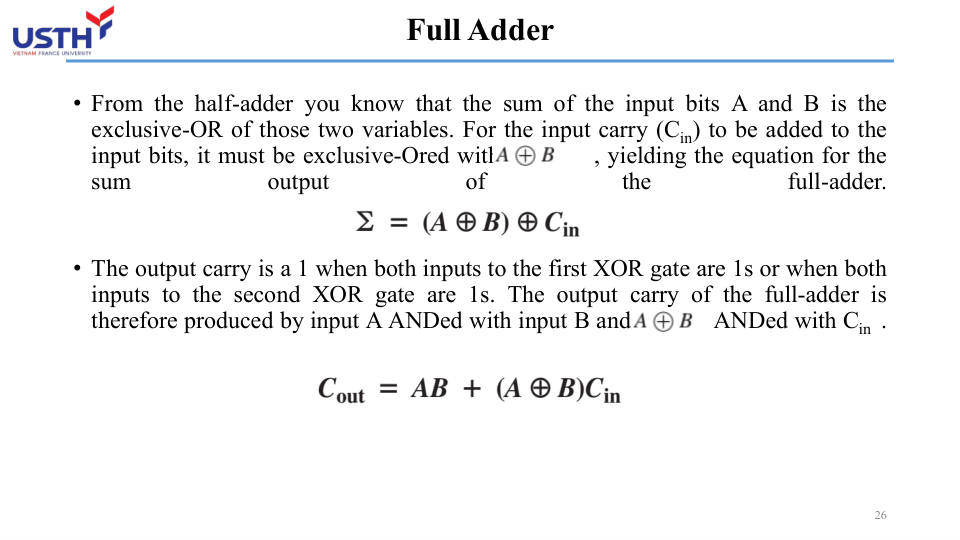 USTH
VIETNAM FRANCE UNIVERSITY
Full Adder
• From the half-adder you know that the sum of the input bits A and B is the
exclusive-OR of those two variables. For the input carry (Cin) to be added to the
input bits, it must be exclusive-Ored with A ⊕ B , yielding the equation for the
sum output of the full-adder.
Σ = (A ⊕ B) ⊕ Cin
• The output carry is a 1 when both inputs to the first XOR gate are 1s or when both
inputs to the second XOR gate are 1s. The output carry of the full-adder is
therefore produced by input A ANDed with input B and A ⊕ B ANDed with Cin .
Cout = AB + (A ⊕ B)Cin
26